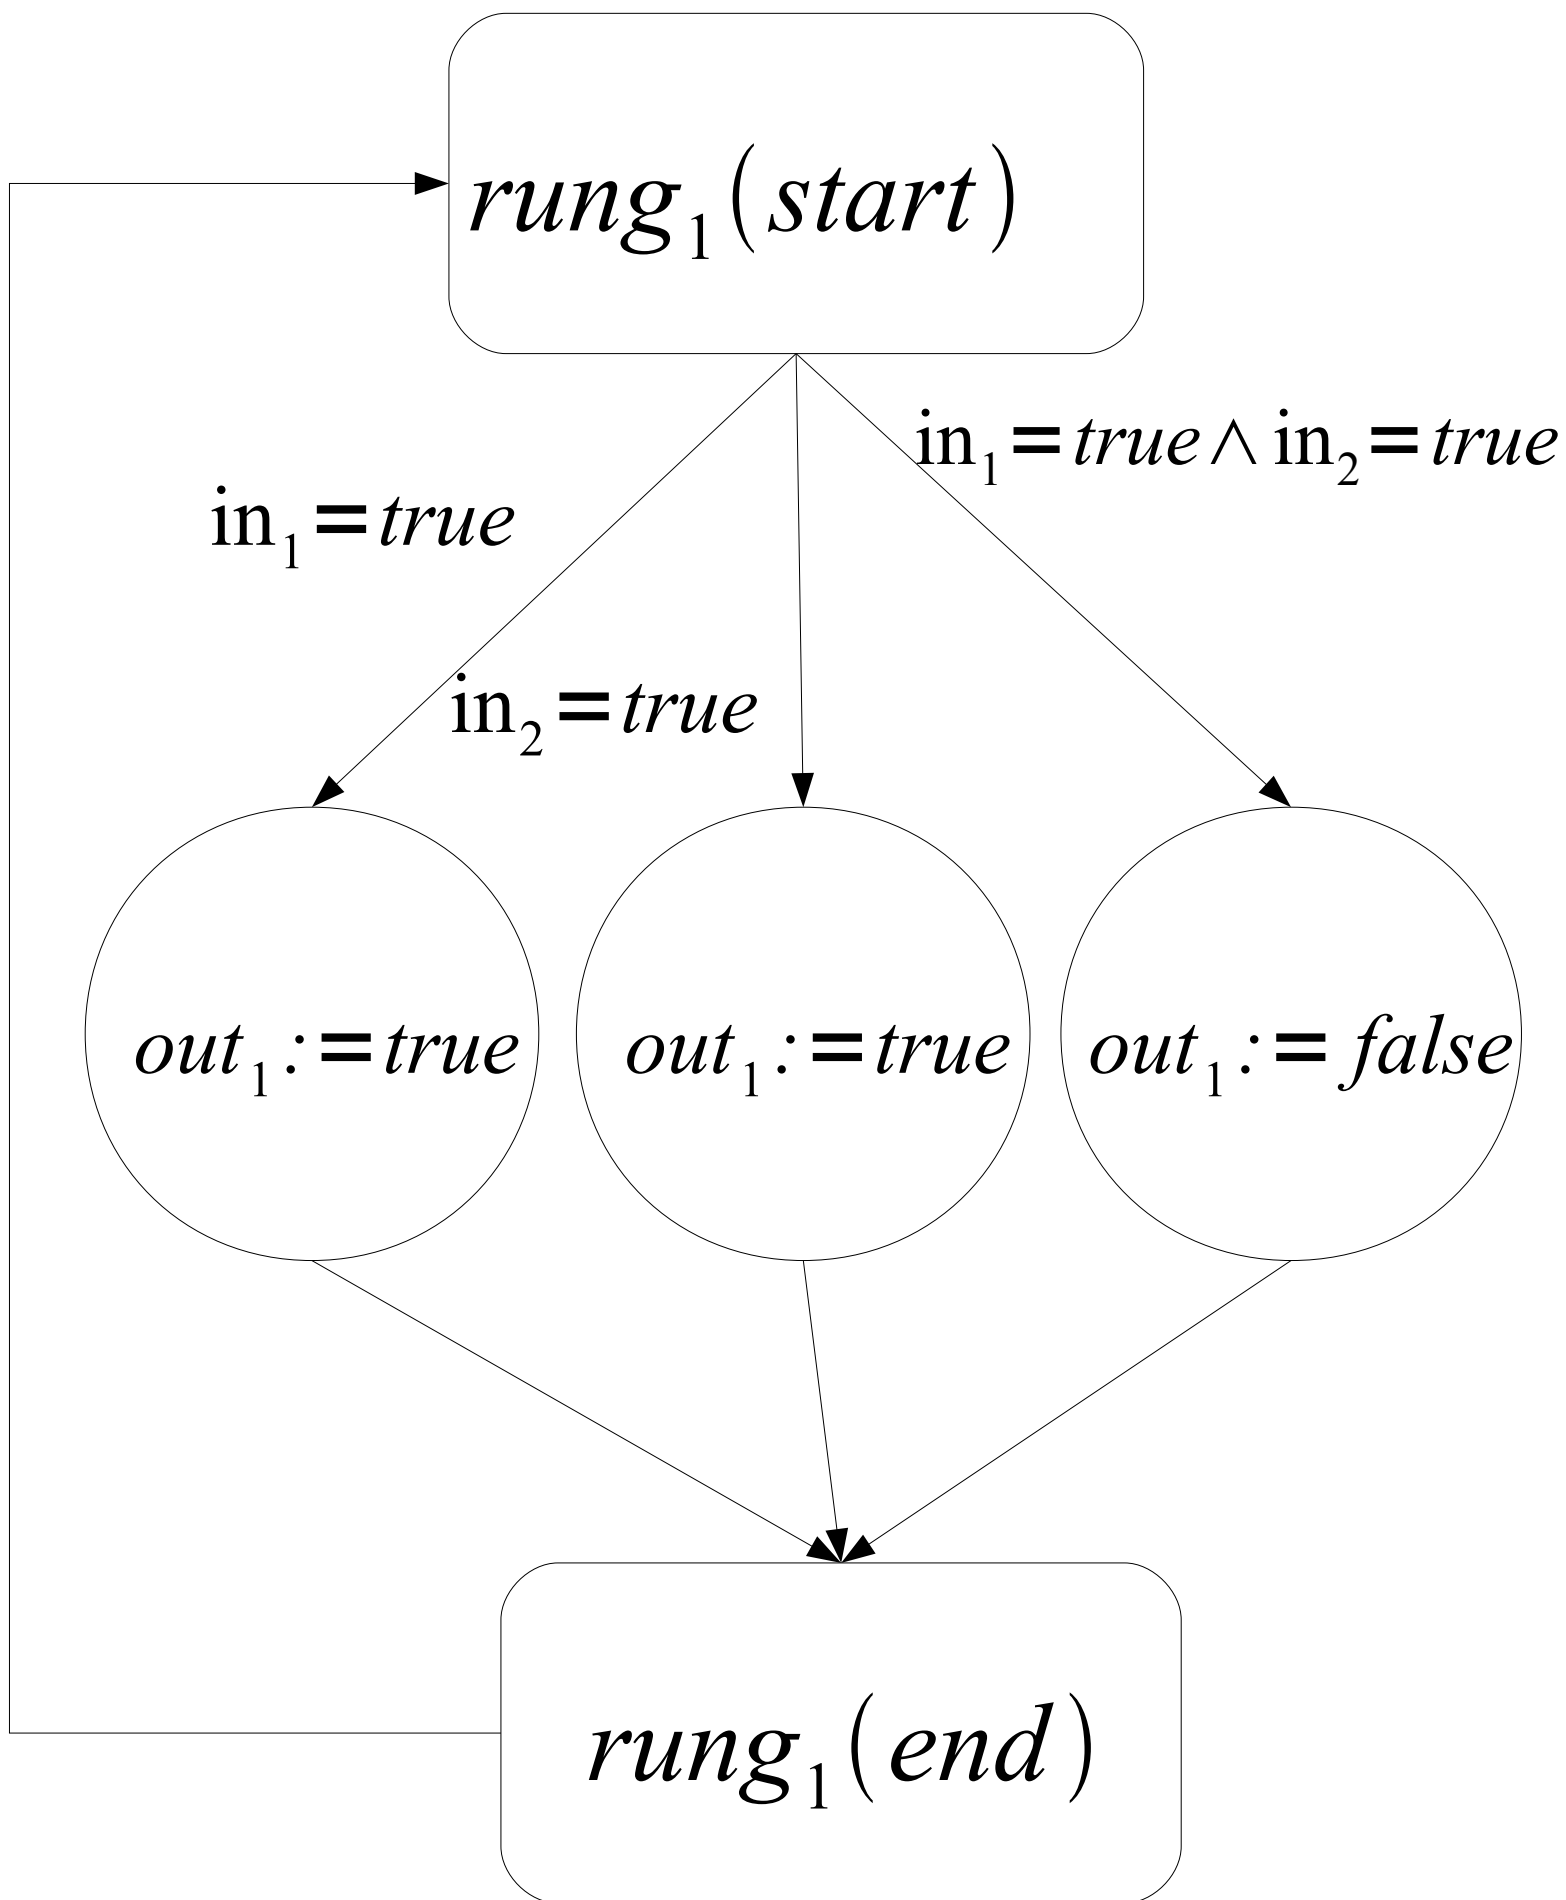 rung₁(start)
in₁=true∧in₂=true
in₁=true
in₂=true
out₁:=true
out₁:=true
out₁:=false
rung₁(end)